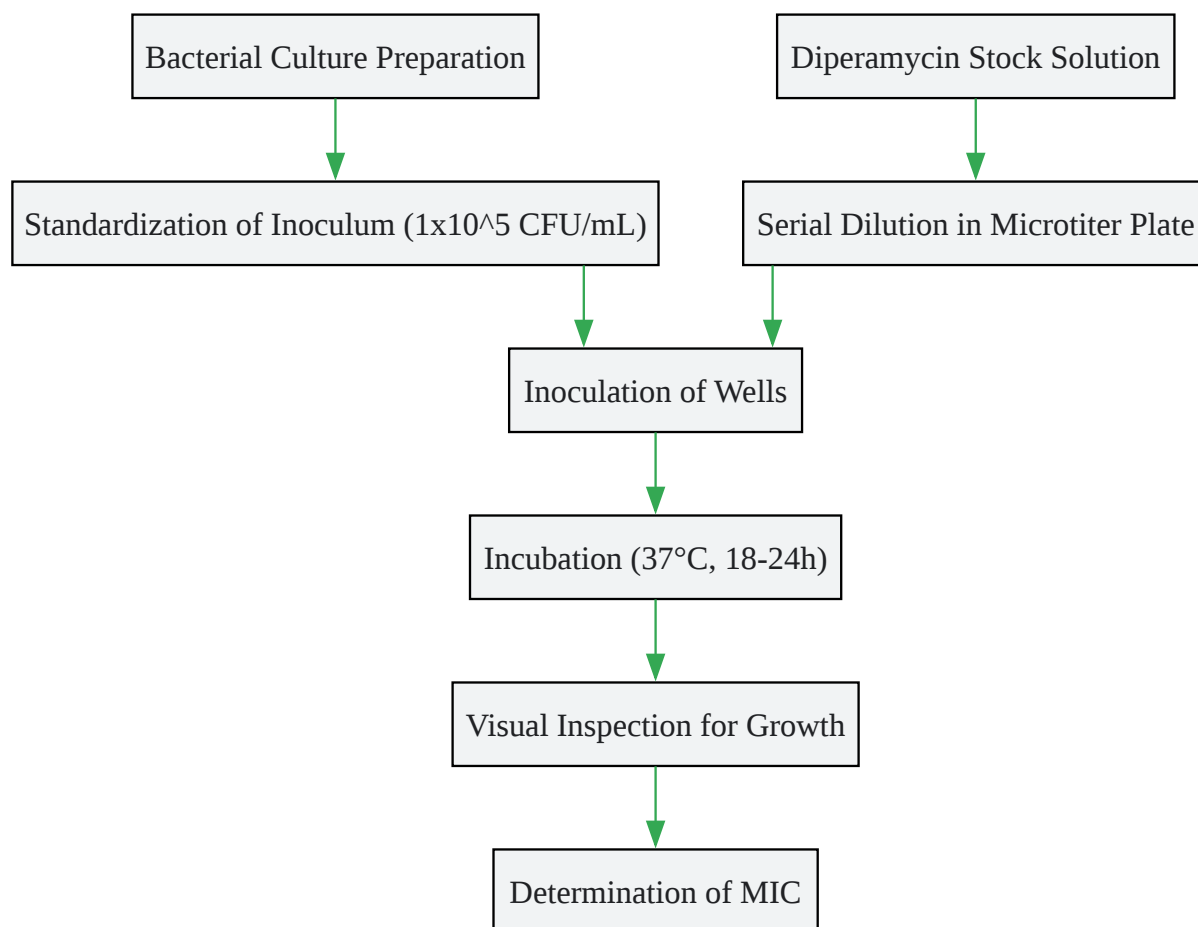 Bacterial Culture Preparation
Diperamycin Stock Solution
Standardization of Inoculum (1x10^5 CFU/mL)
Serial Dilution in Microtiter Plate
Inoculation of Wells
Incubation (37°C, 18-24h)
Visual Inspection for Growth
Determination of MIC